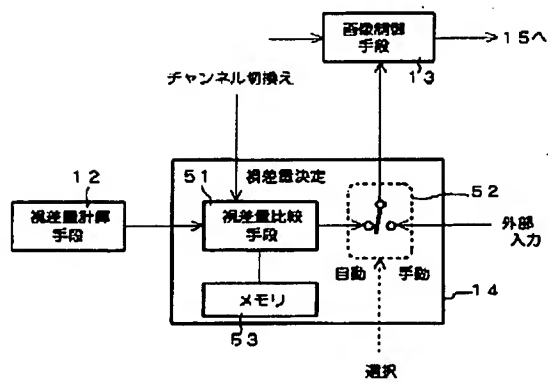 画像制御
手段
15へ
13
チャンネル切換え
12
51
視差量決定
52
視差量計算
手段
視差量比較
手段
外部
入力
自動
手動
メモリ
14
53
選択